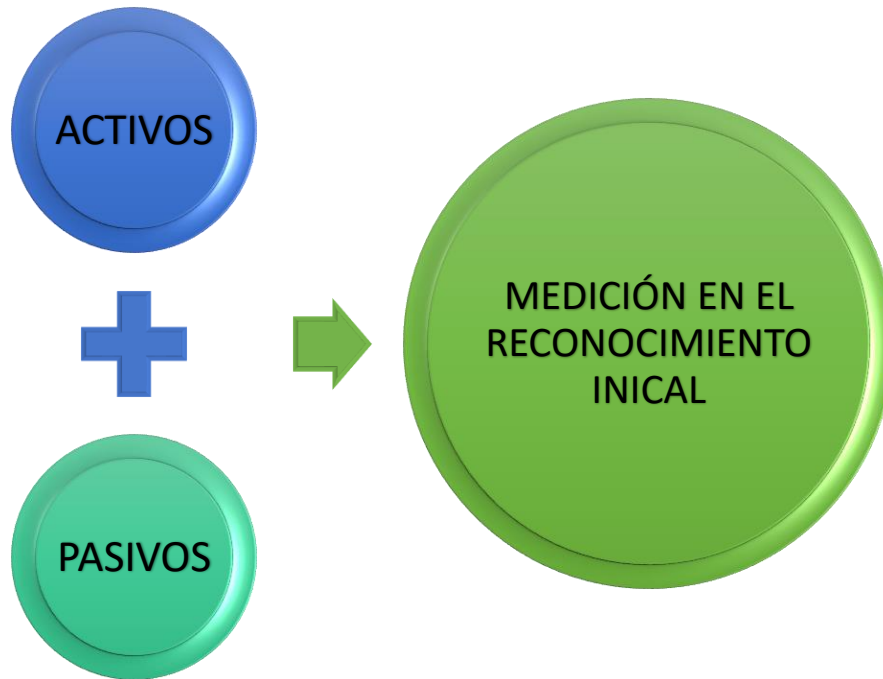 ACTIVOS
PASIVOS
MEDICIÓN EN EL
RECONOCIMIENTO
INICAL